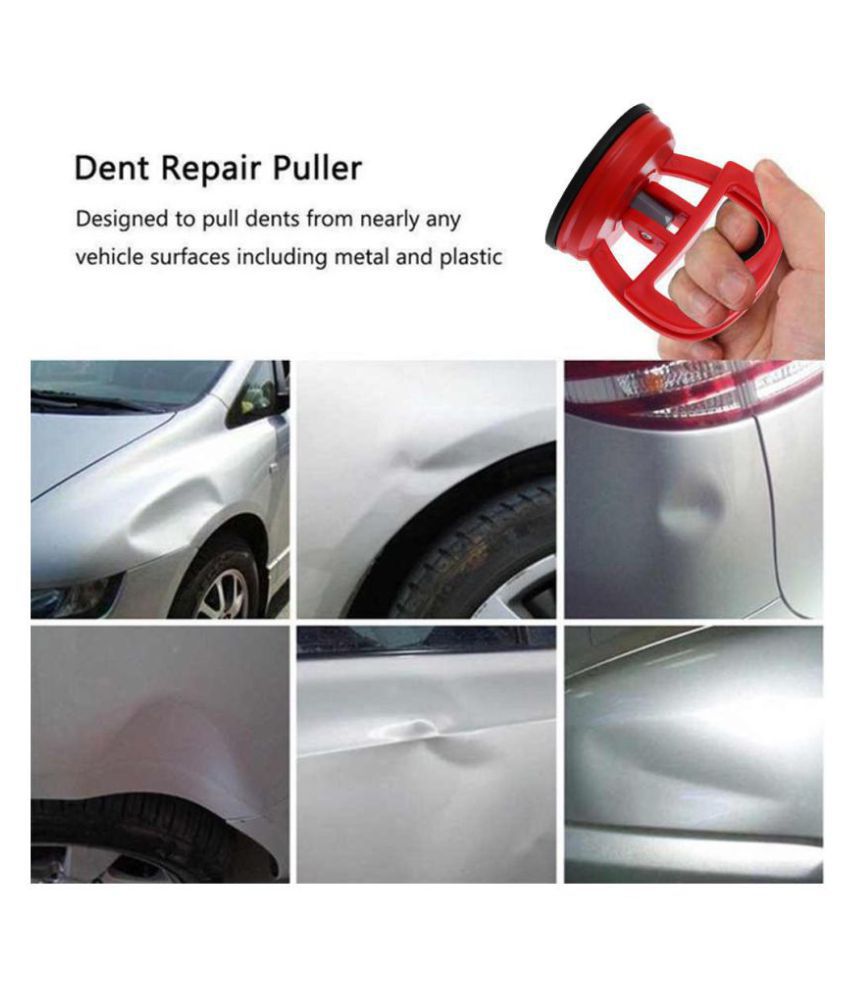 Dent Repair Puller
Designed to pull dents from nearly any
vehicle surfaces including metal and plastic